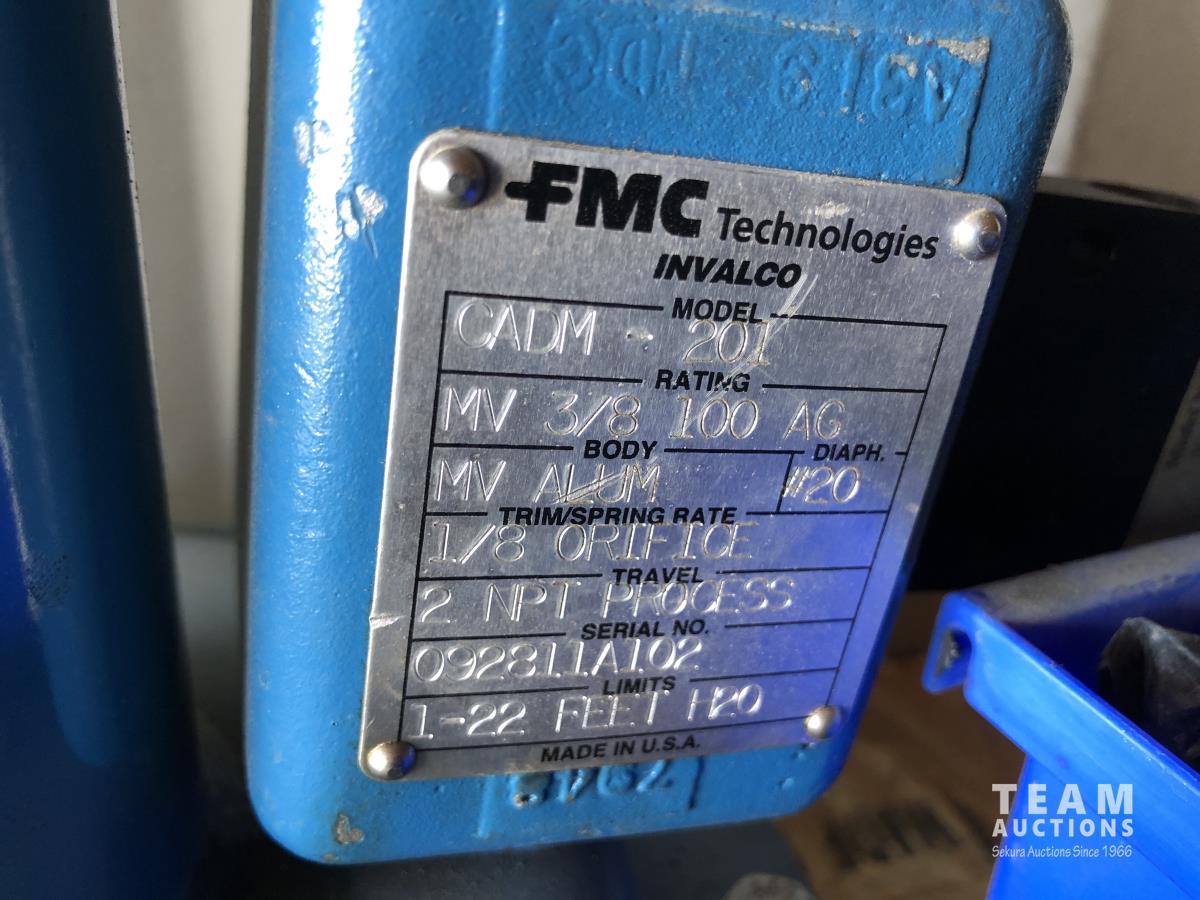 FMC Technologies
INVALCO
MODEL
CADM - 201
RATING
MV 3/8 100 AG
BODY DIAPH.
MV ALUM #20
TRIM/SPRING RATE
1/8 ORIFICE
TRAVEL
2 NPT PROCESS
SERIAL NO.
092811A102
LIMITS
1-22 FEET H20
MADE IN U.S.A.
TEAM
AUCTIONS
Sekura Auctions Since 1966